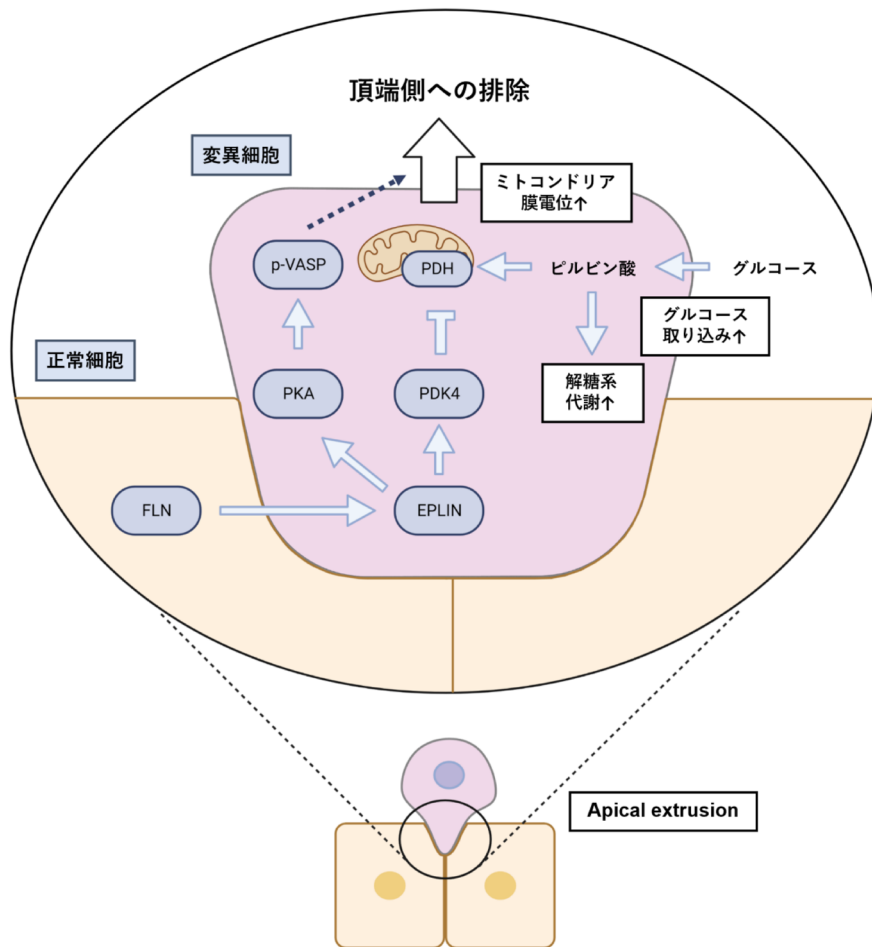 頂端側への排除
変異細胞
ミトコンドリア
膜電位↑
p-VASP
PDH
ピルビン酸
グルコース
グルコース
取り込み↑
正常細胞
解糖系
代謝↑
PKA
PDK4
FLN
EPLIN
Apical extrusion